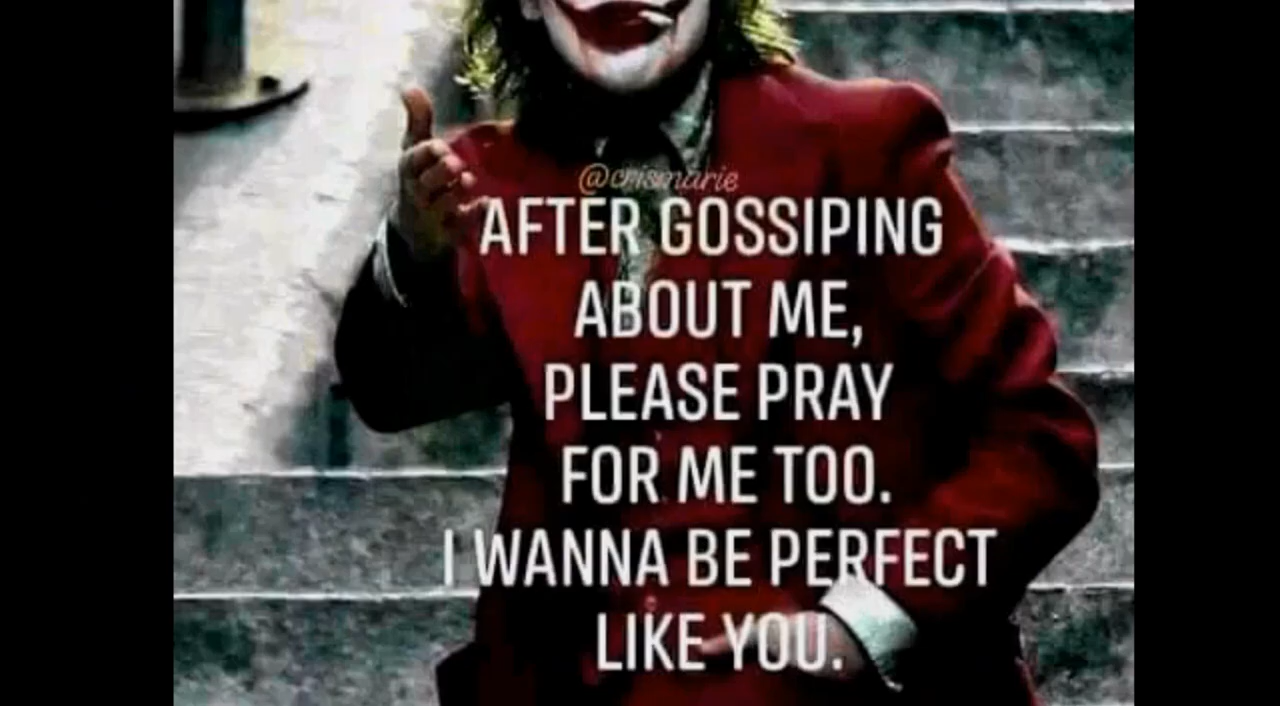 @crismarie
AFTER GOSSIPING
ABOUT ME,
PLEASE PRAY
FOR ME TOO.
I WANNA BE PERFECT
LIKE YOU.